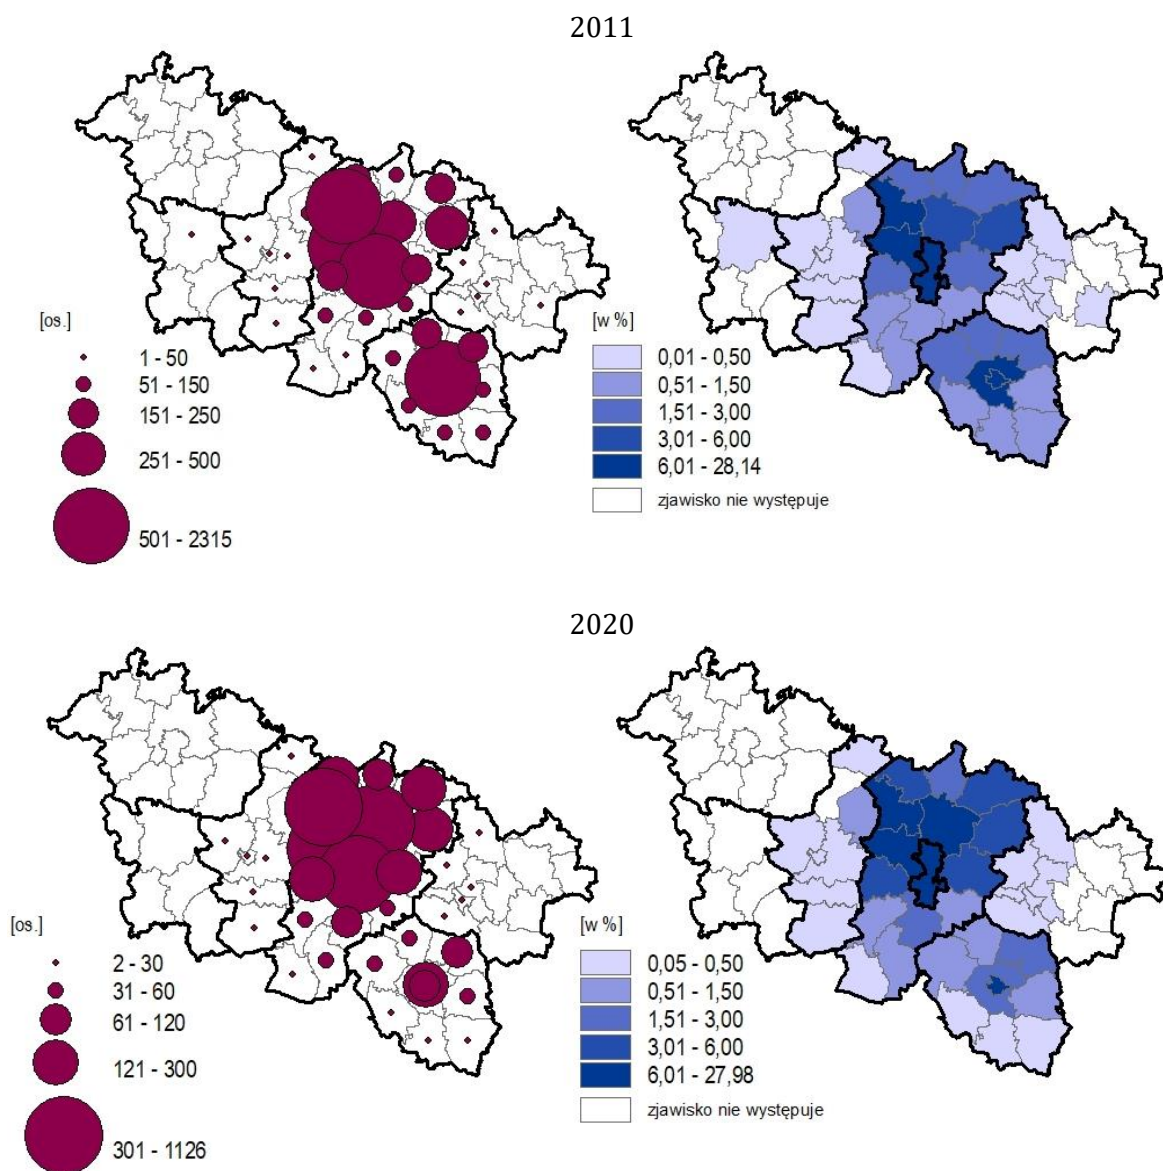 2011
[os.]
1 - 50
51 - 150
151 - 250
251 - 500
501 - 2315
[w %]
0,01 - 0,50
0,51 - 1,50
1,51 - 3,00
3,01 - 6,00
6,01 - 28,14
zjawisko nie występuje
2020
[os.]
2 - 30
31 - 60
61 - 120
121 - 300
301 - 1126
[w %]
0,05 - 0,50
0,51 - 1,50
1,51 - 3,00
3,01 - 6,00
6,01 - 27,98
zjawisko nie występuje